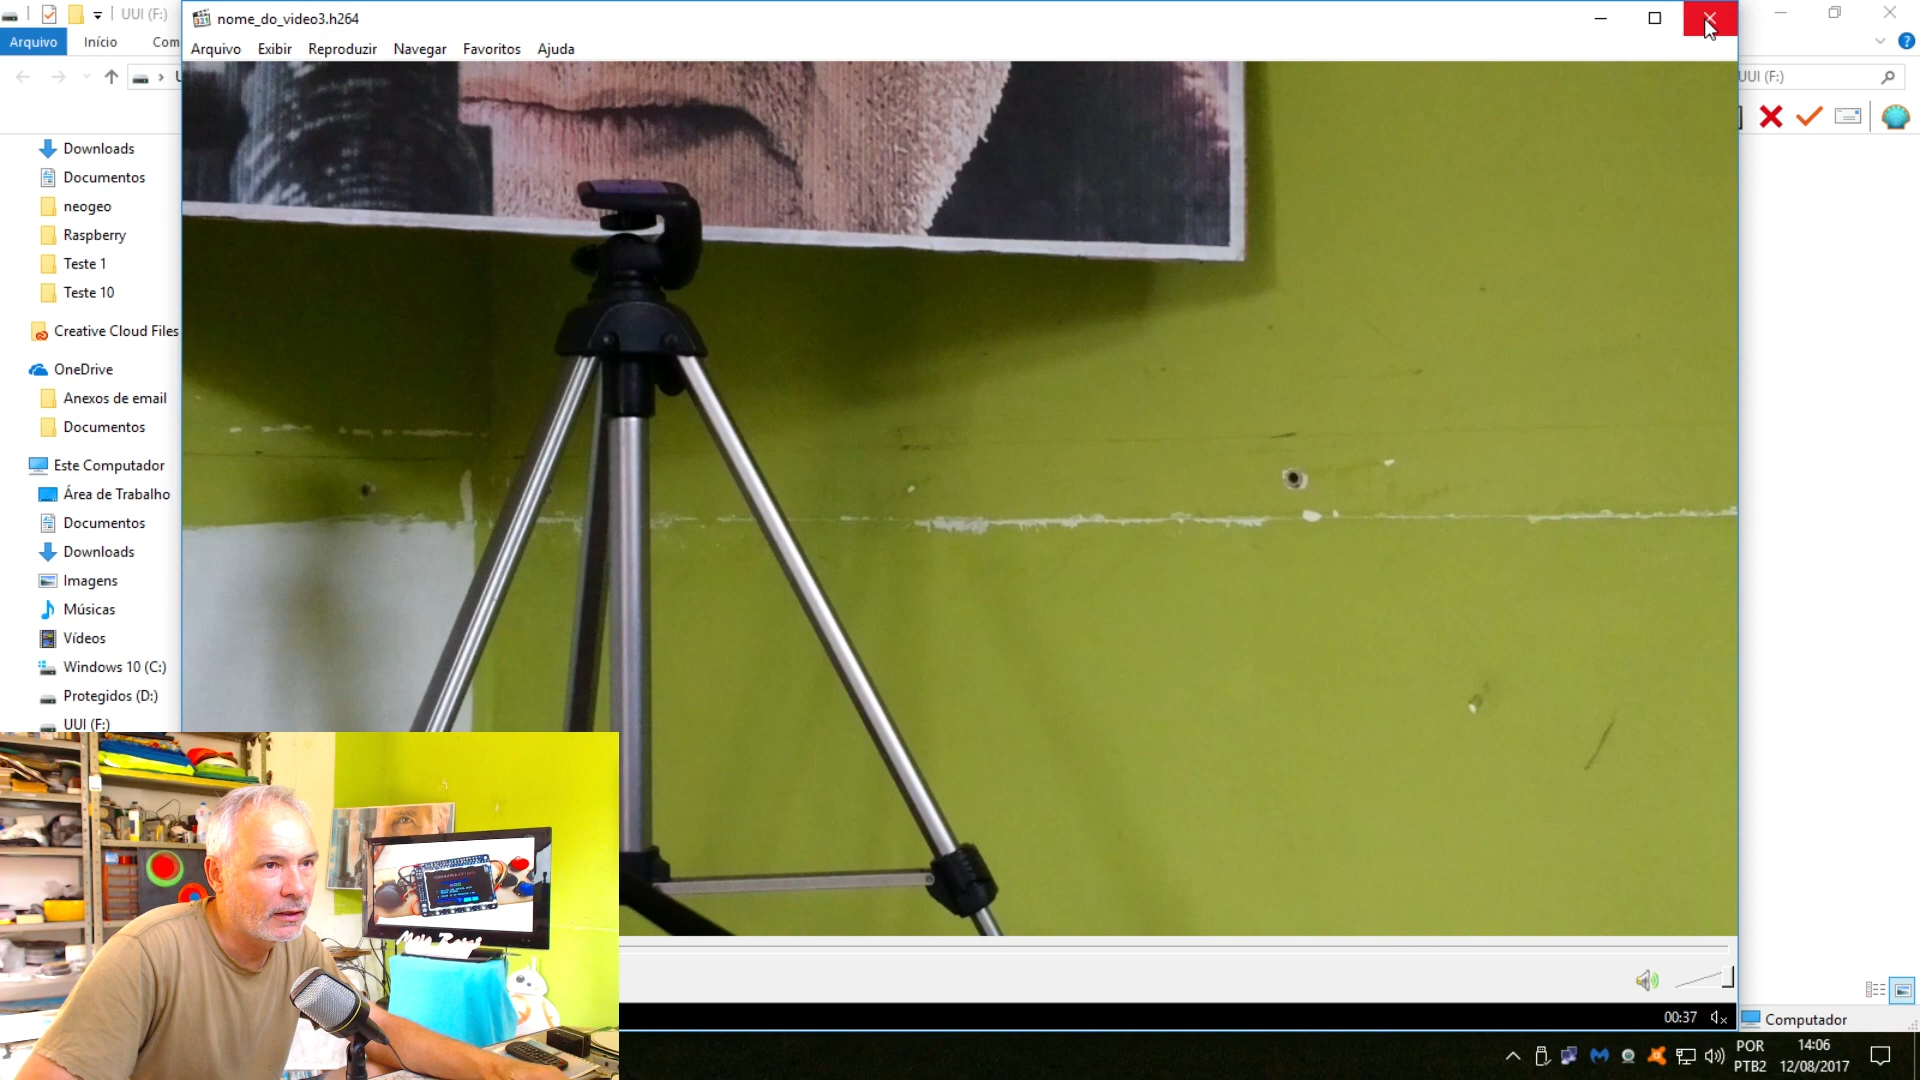 UUI (F:)
nome_do_video3.h264
Arquivo
Início
Com
Arquivo
Exibir
Reproduzir
Navegar
Favoritos
Ajuda
UUI (F:)
Downloads
Documentos
neogeo
Raspberry
Teste 1
Teste 10
Creative Cloud Files
OneDrive
Anexos de email
Documentos
Este Computador
Área de Trabalho
Documentos
Downloads
Imagens
Músicas
Vídeos
Windows 10 (C:)
Protegidos (D:)
UUI (F:)
00:37
Computador
POR
PTB2
14:06
12/08/2017